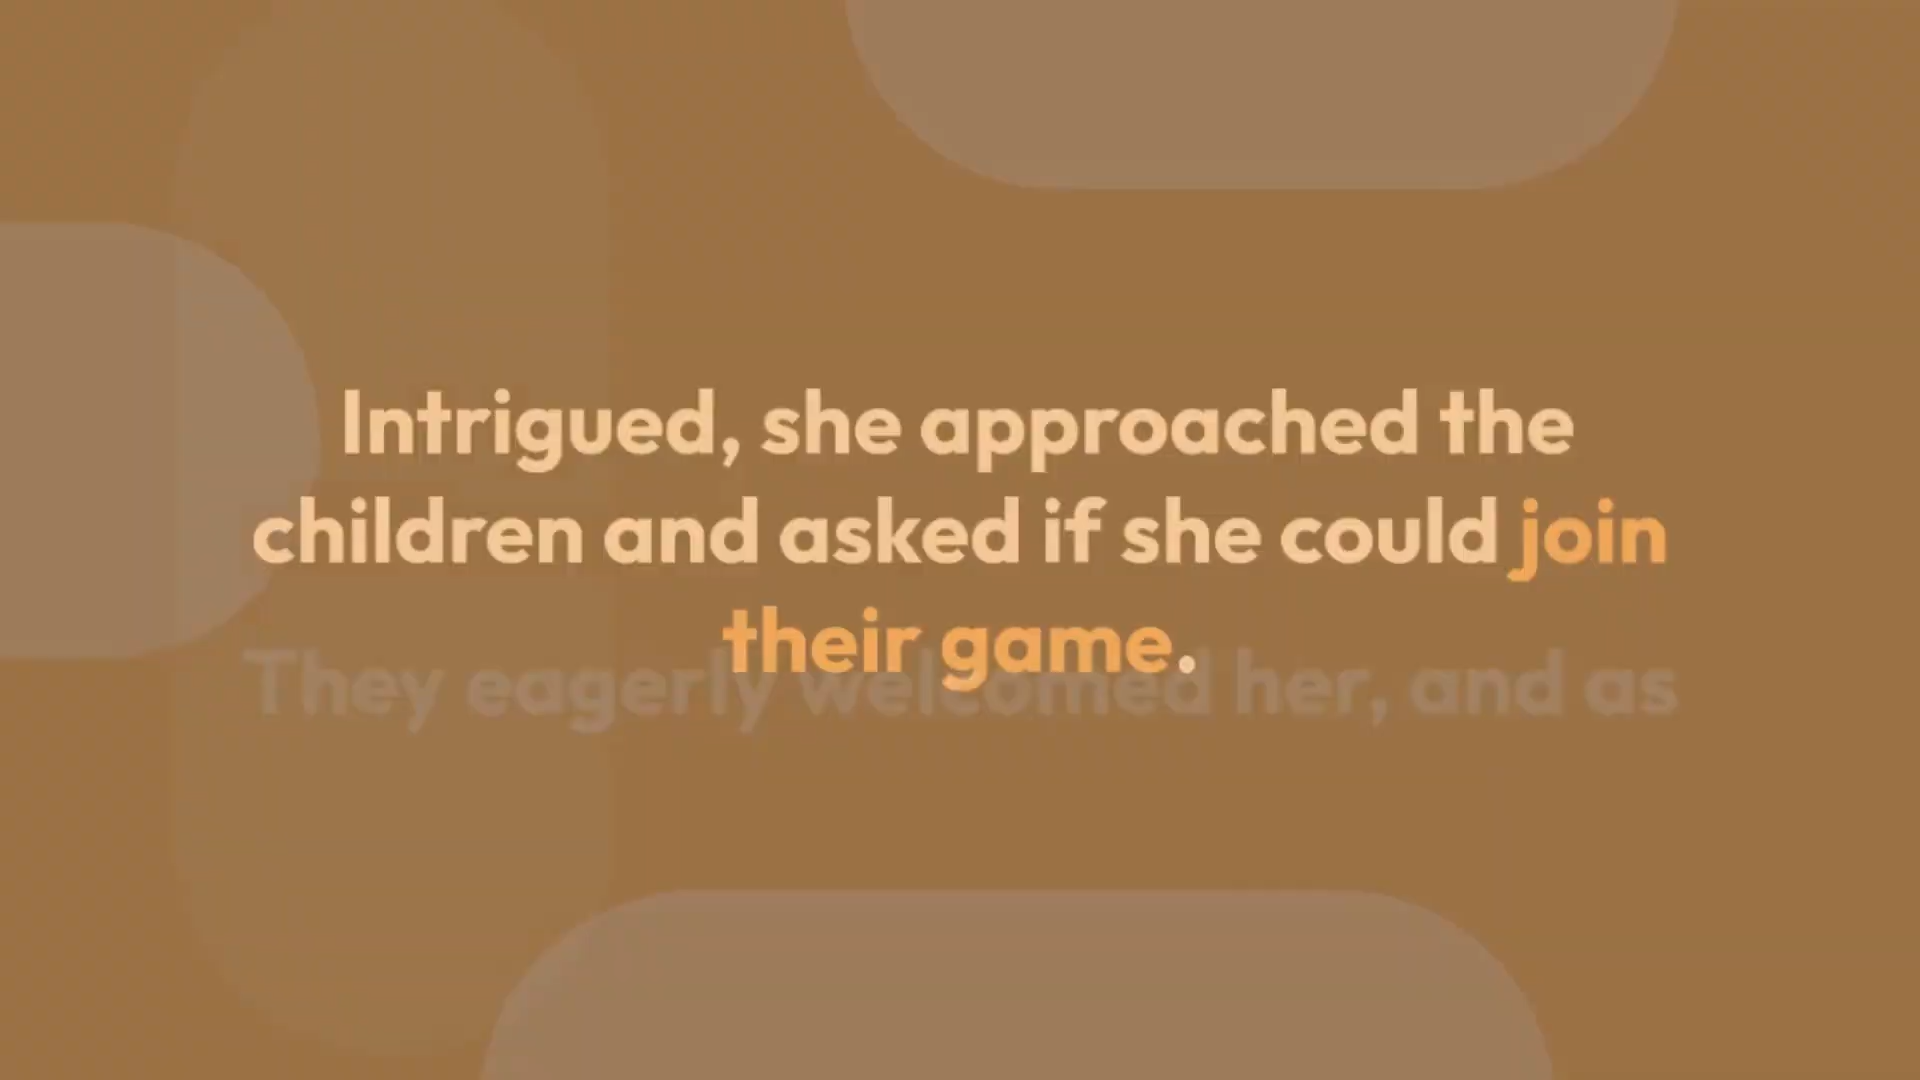 Intrigued, she approached the
children and asked if she could join
their game.
They eagerly welcomed her, and as